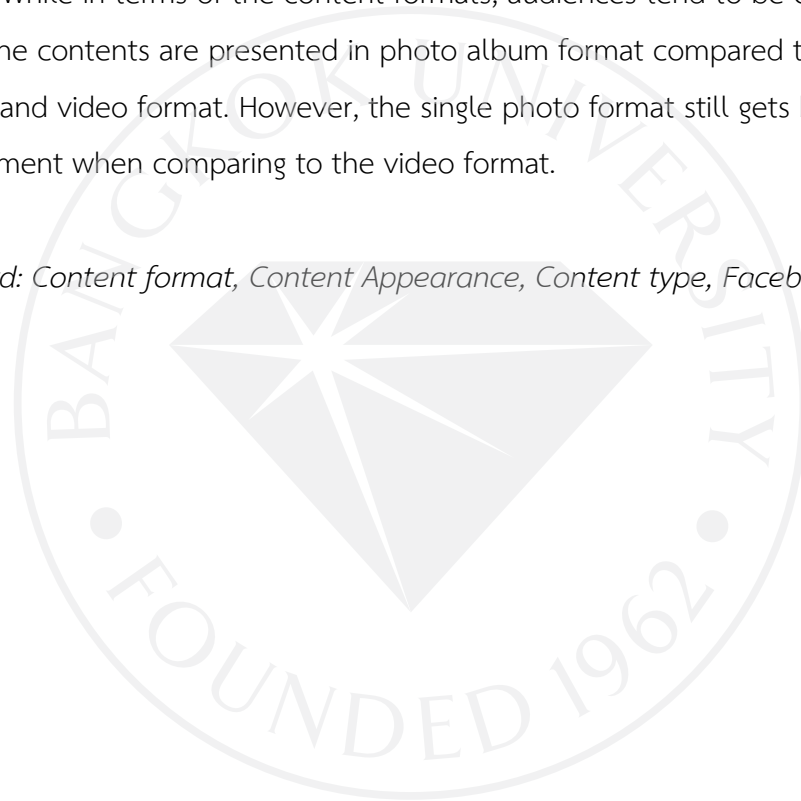 While in terms of the content formats, audiences tend to be
he contents are presented in photo album format compared t
and video format. However, the single photo format still gets
ment when comparing to the video format.
d: Content format, Content Appearance, Content type, Faceb
BANGKOK UNIVERSITY
FOUNDED 1962